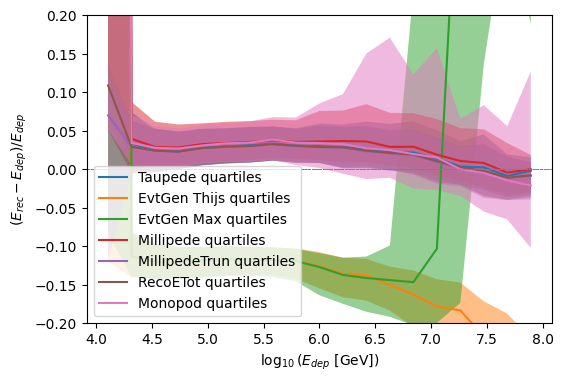 0.20
0.15
0.10
0.05
0.00
−0.05
−0.10
−0.15
−0.20
(E_rec − E_dep)/E_dep
Taupede quartiles
EvtGen Thijs quartiles
EvtGen Max quartiles
Millipede quartiles
MillipedeTrun quartiles
RecoETot quartiles
Monopod quartiles
4.0 4.5 5.0 5.5 6.0 6.5 7.0 7.5 8.0
log₁₀ (E_dep [GeV])